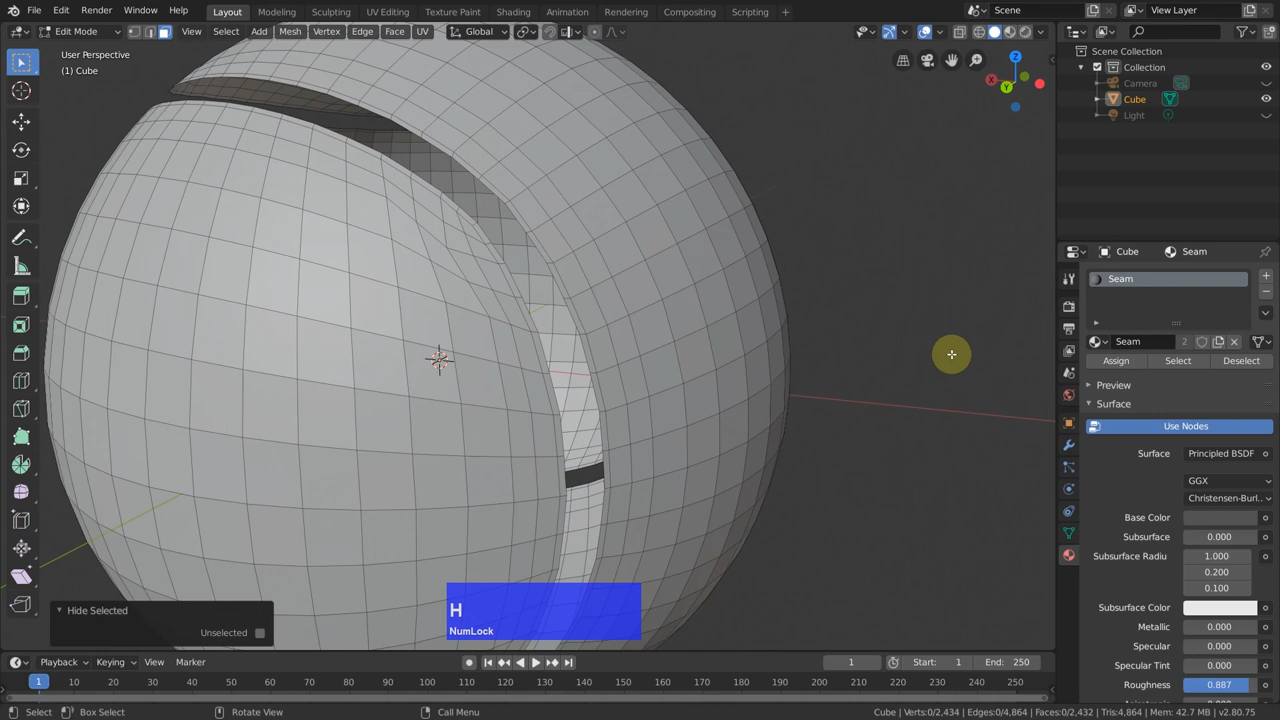 File Edit Render Window Help Layout Modeling Sculpting UV Editing Texture Paint Shading Animation Rendering Compositing Scripting + Scene View Layer
Edit Mode View Select Add Mesh Vertex Edge Face UV Global
User Perspective
(1) Cube
Z
X
Y
Scene Collection
Collection
Camera
Cube
Light
Cube Seam
Seam
Seam 2
Assign Select Deselect
Preview
Surface
Use Nodes
Surface Principled BSDF
GGX
Christensen-Burl..
Base Color
Subsurface 0.000
Subsurface Radiu 1.000
0.200
0.100
Subsurface Color
Metallic 0.000
Specular 0.000
Specular Tint 0.000
Roughness 0.887
H
NumLock
Hide Selected
Unselected
Playback Keying View Marker 1 Start: 1 End: 250
1 10 20 30 40 50 60 70 80 90 100 110 120 130 140 150 160 170 180 190 200 210 220 230 240 250
Select Box Select Rotate View Call Menu Cube | Verts:0/2,434 | Edges:0/4,864 | Faces:0/2,432 | Tris:4,864 | Mem: 42.7 MB | v2.80.75